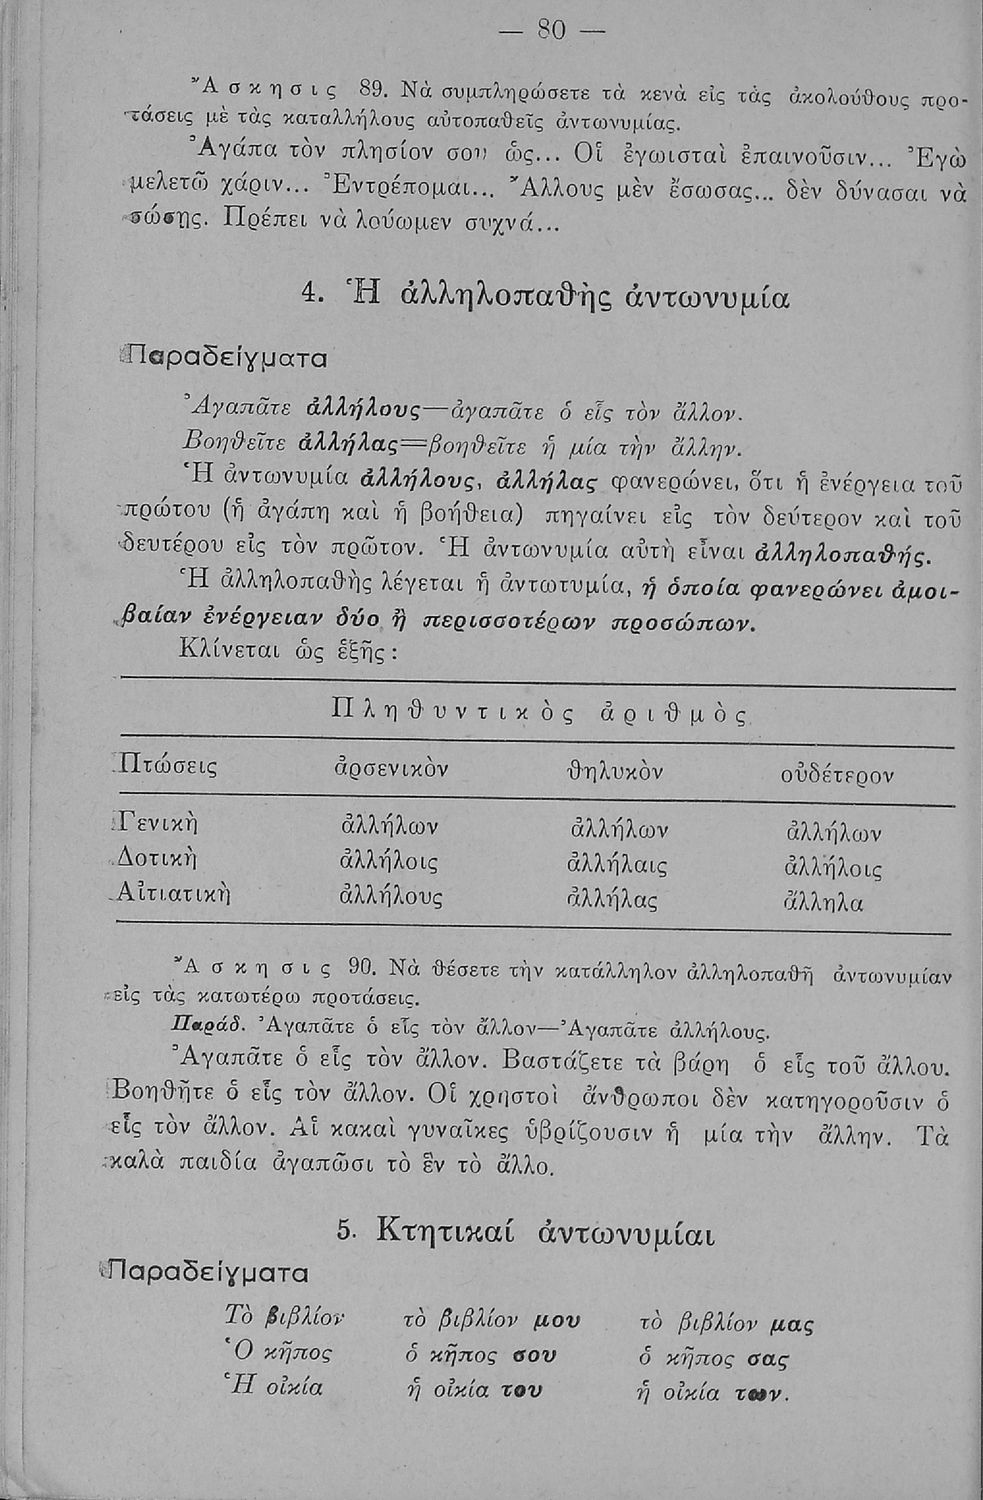 — 80 —
Ἄσκησις 89. Νὰ συμπληρώσετε τὰ κενὰ εἰς τὰς ἀκολούθους προ-
τάσεις μὲ τὰς καταλλήλους αὐτοπαθεῖς ἀντωνυμίας.
Ἀγάπα τὸν πλησίον σου ὡς... Οἱ ἐγωισταὶ ἐπαινοῦσιν... Ἐγὼ
μελετῶ χάριν... Ἐντρέπομαι... Ἄλλους μὲν ἔσωσας... δὲν δύνασαι νὰ
σώσῃς. Πρέπει νὰ λούωμεν συχνά...
4. Ἡ ἀλληλοπαθὴς ἀντωνυμία
Παραδείγματα
Ἀγαπᾶτε ἀλλήλους—ἀγαπᾶτε ὁ εἷς τὸν ἄλλον.
Βοηθεῖτε ἀλλήλας=βοηθεῖτε ἡ μία τὴν ἄλλην.
Ἡ ἀντωνυμία ἀλλήλους, ἀλλήλας φανερώνει, ὅτι ἡ ἐνέργεια τοῦ
πρώτου (ἡ ἀγάπη καὶ ἡ βοήθεια) πηγαίνει εἰς τὸν δεύτερον καὶ τοῦ
δευτέρου εἰς τὸν πρῶτον. Ἡ ἀντωνυμία αὐτὴ εἶναι ἀλληλοπαθής.
Ἡ ἀλληλοπαθὴς λέγεται ἡ ἀντωτυμία, ἡ ὁποία φανερώνει ἀμοι-
βαίαν ἐνέργειαν δύο ἢ περισσοτέρων προσώπων.
Κλίνεται ὡς ἑξῆς :
Πληθυντικὸς ἀριθμὸς
Πτώσεις ἀρσενικὸν θηλυκὸν οὐδέτερον
Γενικὴ ἀλλήλων ἀλλήλων ἀλλήλων
Δοτικὴ ἀλλήλοις ἀλλήλαις ἀλλήλοις
Αἰτιατικὴ ἀλλήλους ἀλλήλας ἄλληλα
Ἄσκησις 90. Νὰ θέσετε τὴν κατάλληλον ἀλληλοπαθῆ ἀντωνυμίαν
εἰς τὰς κατωτέρω προτάσεις.
Παράδ. Ἀγαπᾶτε ὁ εἷς τὸν ἄλλον—Ἀγαπᾶτε ἀλλήλους.
Ἀγαπᾶτε ὁ εἷς τὸν ἄλλον. Βαστάζετε τὰ βάρη ὁ εἷς τοῦ ἄλλου.
Βοηθῆτε ὁ εἷς τὸν ἄλλον. Οἱ χρηστοὶ ἄνθρωποι δὲν κατηγοροῦσιν ὁ
εἷς τὸν ἄλλον. Αἱ κακαὶ γυναῖκες ὑβρίζουσιν ἡ μία τὴν ἄλλην. Τὰ
καλὰ παιδία ἀγαπῶσι τὸ ἓν τὸ ἄλλο.
5. Κτητικαί ἀντωνυμίαι
Παραδείγματα
Τὸ βιβλίον τὸ βιβλίον μου τὸ βιβλίον μας
Ὁ κῆπος ὁ κῆπος σου ὁ κῆπος σας
Ἡ οἰκία ἡ οἰκία του ἡ οἰκία των.